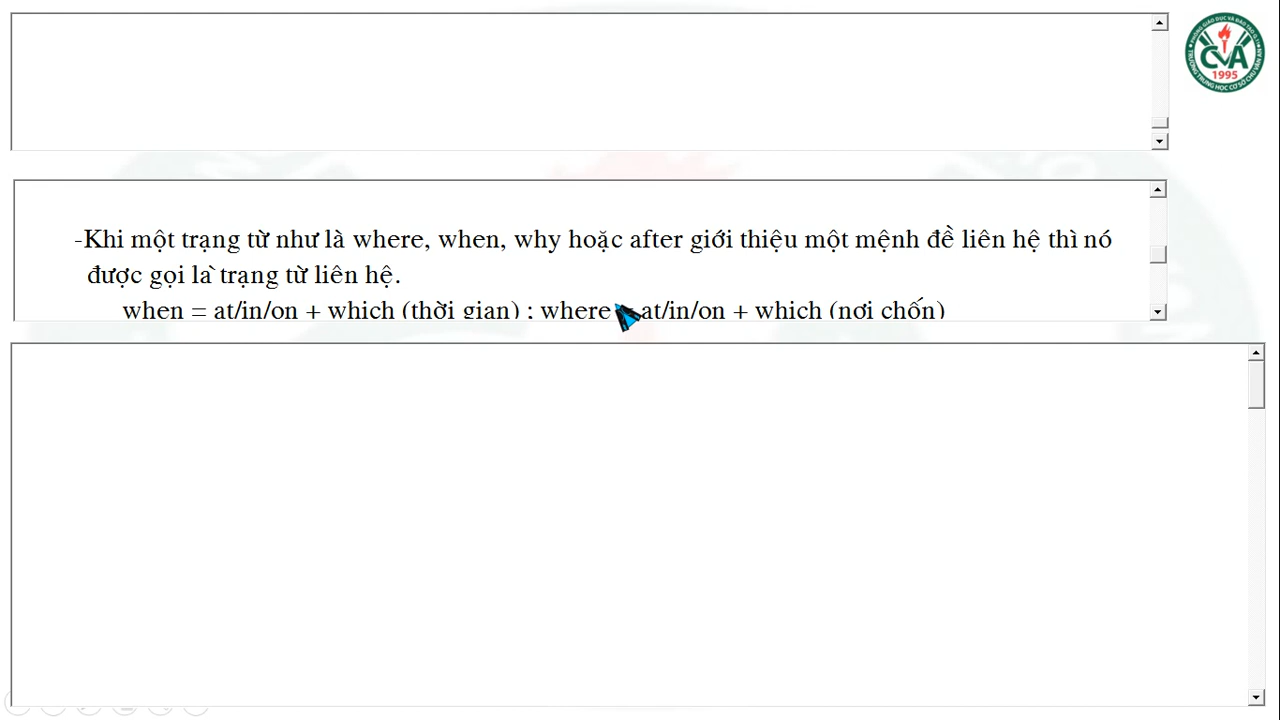 CVA
1995
-Khi một trạng từ như là where, when, why hoặc after giới thiệu một mệnh đề liên hệ thì nó
được gọi là trạng từ liên hệ.
when = at/in/on + which (thời gian) ; where = at/in/on + which (nơi chốn)